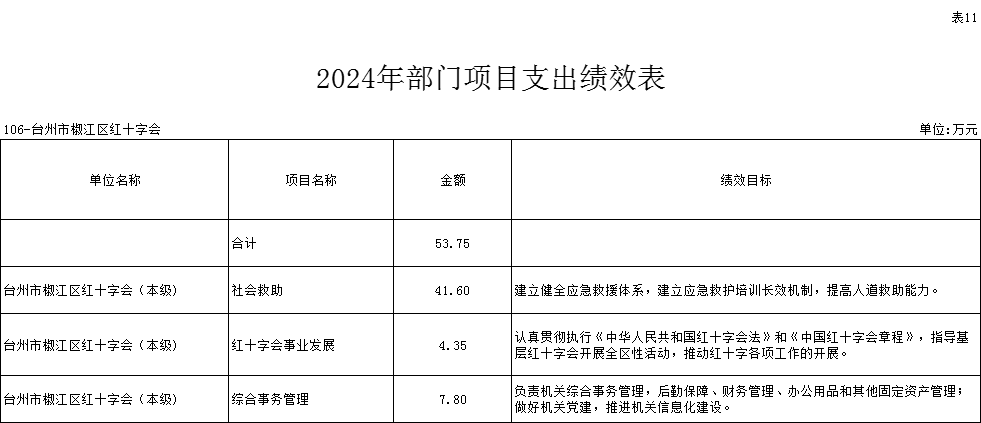 表11
2024年部门项目支出绩效表
106-台州市椒江区红十字会 单位:万元
单位名称 项目名称 金额 绩效目标
合计 53.75
台州市椒江区红十字会（本级） 社会救助 41.60 建立健全应急救援体系，建立应急救护培训长效机制，提高人道救助能力。
台州市椒江区红十字会（本级） 红十字会事业发展 4.35 认真贯彻执行《中华人民共和国红十字会法》和《中国红十字会章程》，指导基
层红十字会开展全区性活动，推动红十字各项工作的开展。
台州市椒江区红十字会（本级） 综合事务管理 7.80 负责机关综合事务管理，后勤保障、财务管理、办公用品和其他固定资产管理；
做好机关党建，推进机关信息化建设。